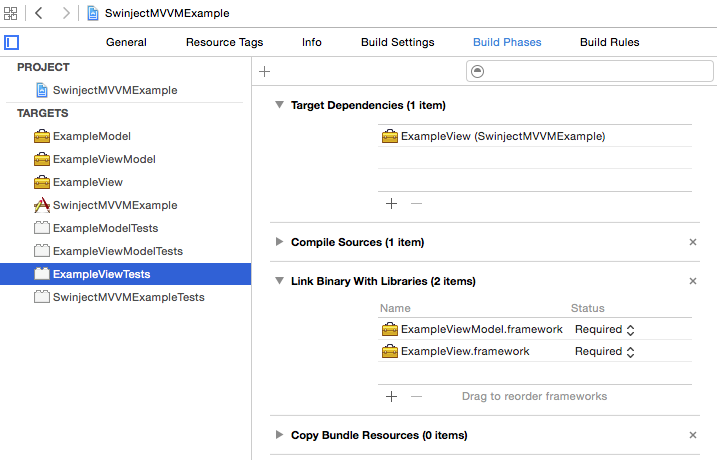 SwinjectMVVMExample
General Resource Tags Info Build Settings Build Phases Build Rules
PROJECT
SwinjectMVVMExample
TARGETS
ExampleModel
ExampleViewModel
ExampleView
SwinjectMVVMExample
ExampleModelTests
ExampleViewModelTests
ExampleViewTests
SwinjectMVVMExampleTests
Target Dependencies (1 item)
ExampleView (SwinjectMVVMExample)
Compile Sources (1 item)
Link Binary With Libraries (2 items)
Name Status
ExampleViewModel.framework Required
ExampleView.framework Required
Drag to reorder frameworks
Copy Bundle Resources (0 items)